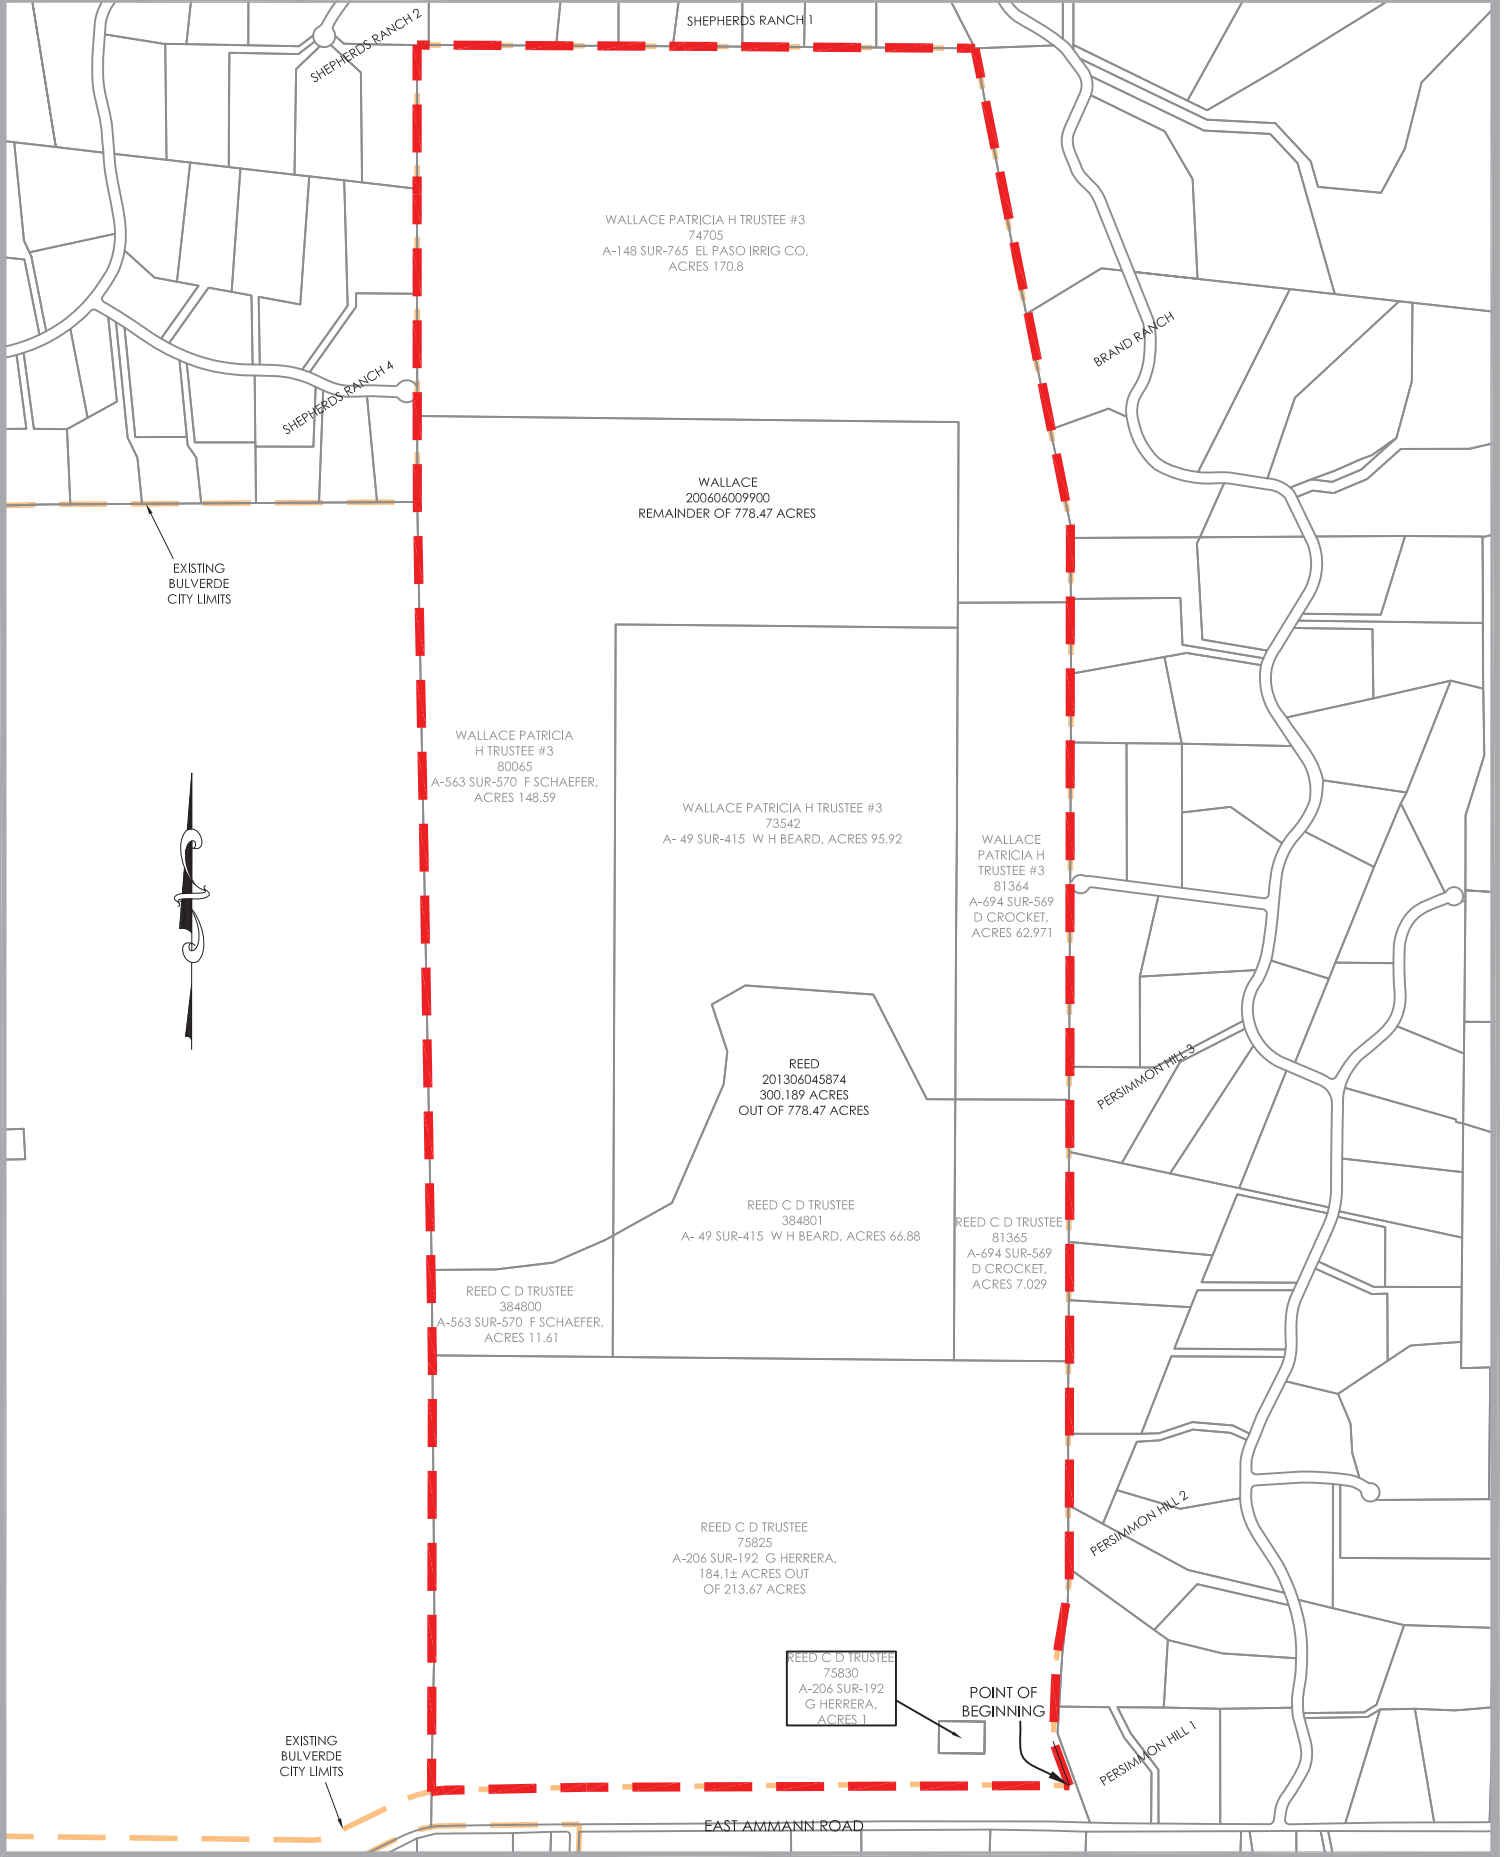 SHEPHERDS RANCH 1
SHEPHERDS RANCH 2
WALLACE PATRICIA H TRUSTEE #3
74705
A-148 SUR-765 EL PASO IRRIG CO,
ACRES 170.8
BRAND RANCH
SHEPHERDS RANCH 4
WALLACE
200606009900
REMAINDER OF 778.47 ACRES
EXISTING
BULVERDE
CITY LIMITS
WALLACE PATRICIA
H TRUSTEE #3
80065
A-563 SUR-570 F SCHAEFER,
ACRES 148.59
WALLACE PATRICIA H TRUSTEE #3
73542
A- 49 SUR-415 W H BEARD, ACRES 95.92
WALLACE
PATRICIA H
TRUSTEE #3
81364
A-694 SUR-569
D CROCKET,
ACRES 62.971
REED
201306045874
300.189 ACRES
OUT OF 778.47 ACRES
PERSIMMON HILL 3
REED C D TRUSTEE
384801
A- 49 SUR-415 W H BEARD, ACRES 66.88
REED C D TRUSTEE
81365
A-694 SUR-569
D CROCKET,
ACRES 7.029
REED C D TRUSTEE
384800
A-563 SUR-570 F SCHAEFER,
ACRES 11.61
REED C D TRUSTEE
75825
A-206 SUR-192 G HERRERA,
184.1± ACRES OUT
OF 213.67 ACRES
PERSIMMON HILL 2
REED C D TRUSTEE
75830
A-206 SUR-192
G HERRERA,
ACRES 1
POINT OF
BEGINNING
PERSIMMON HILL 1
EXISTING
BULVERDE
CITY LIMITS
EAST AMMANN ROAD